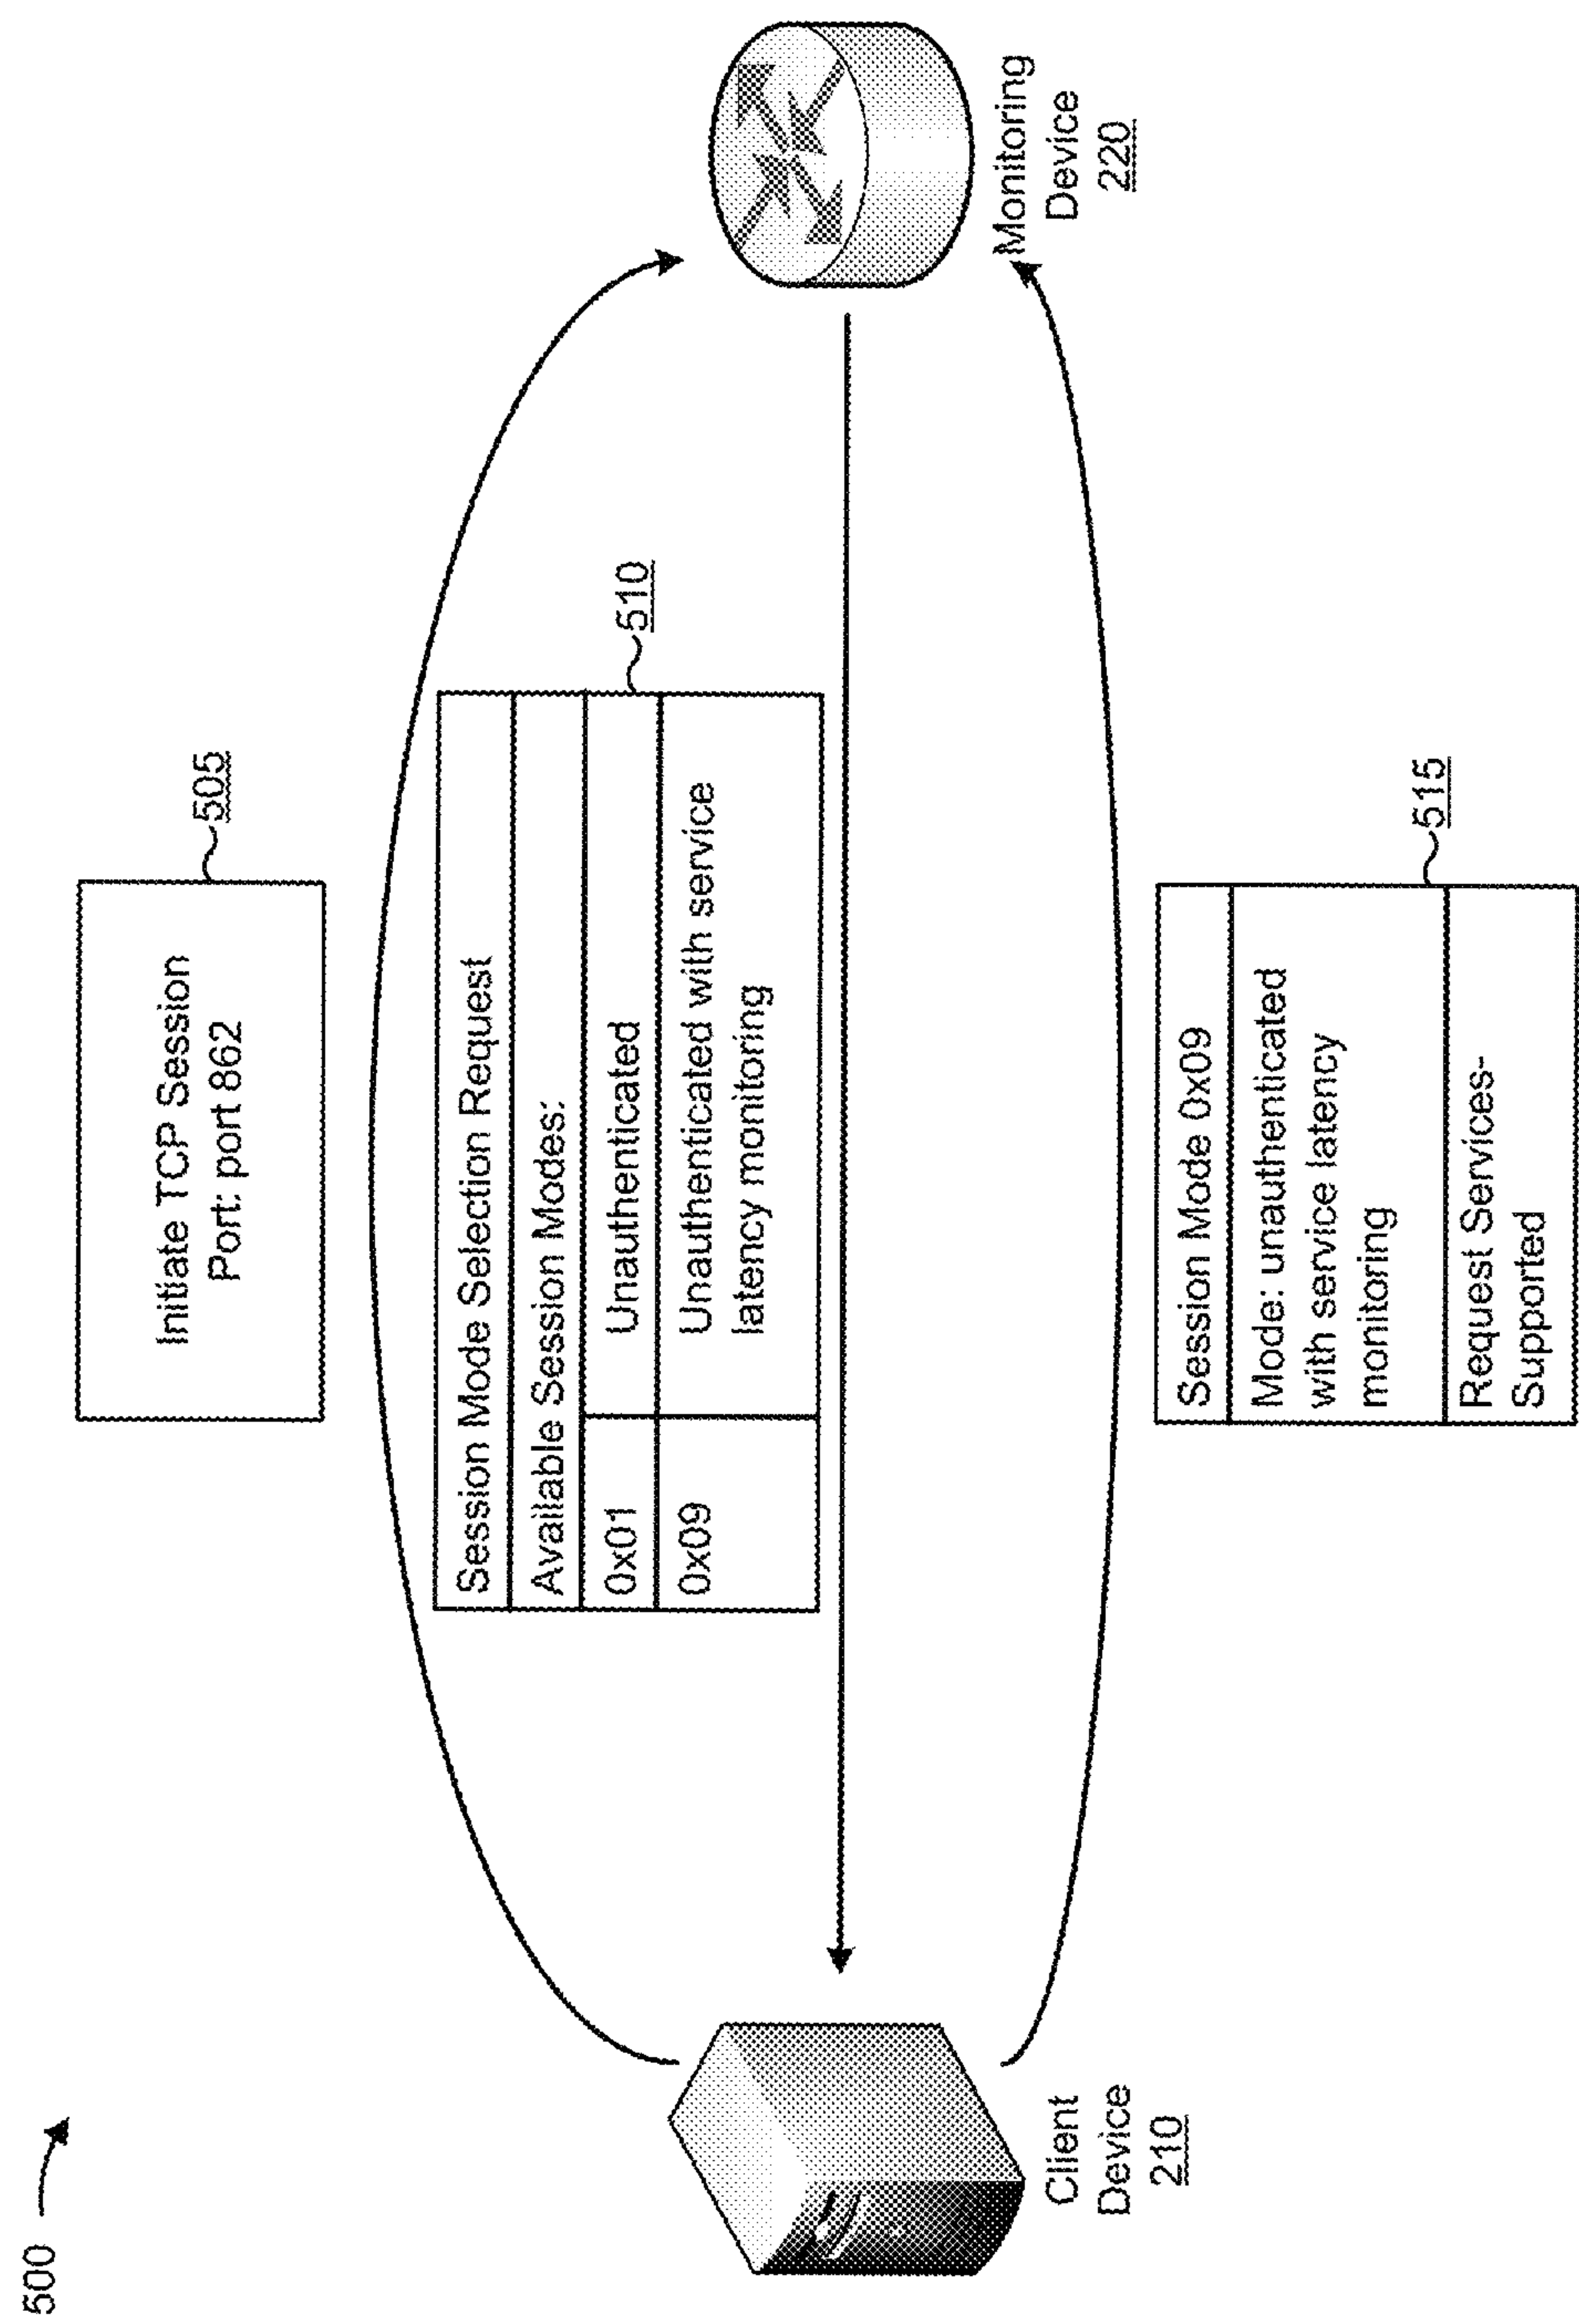 500
Initiate TCP Session
Port: port 862
505
Session Mode Selection Request
Available Session Modes:
0x01 Unauthenticated
0x09 Unauthenticated with service
latency monitoring
510
Client
Device
210
Monitoring
Device
220
Session Mode 0x09
Mode: unauthenticated
with service latency
monitoring
Request Services-
Supported
515